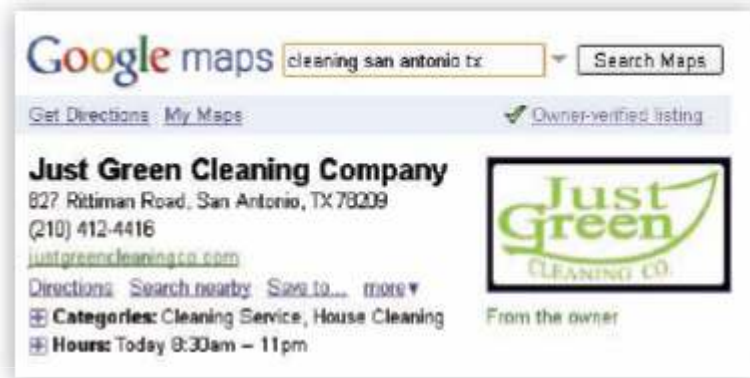 Google maps cleaning san antonio tx Search Maps
Get Directions My Maps Owner-verified listing
Just Green Cleaning Company
827 Rittiman Road, San Antonio, TX 78209
(210) 412-4416
justgreencleaningco.com
Directions Search nearby Save to... more▼
Categories: Cleaning Service, House Cleaning
Hours: Today 8:30am – 11pm
Just
Green
CLEANING CO.
From the owner